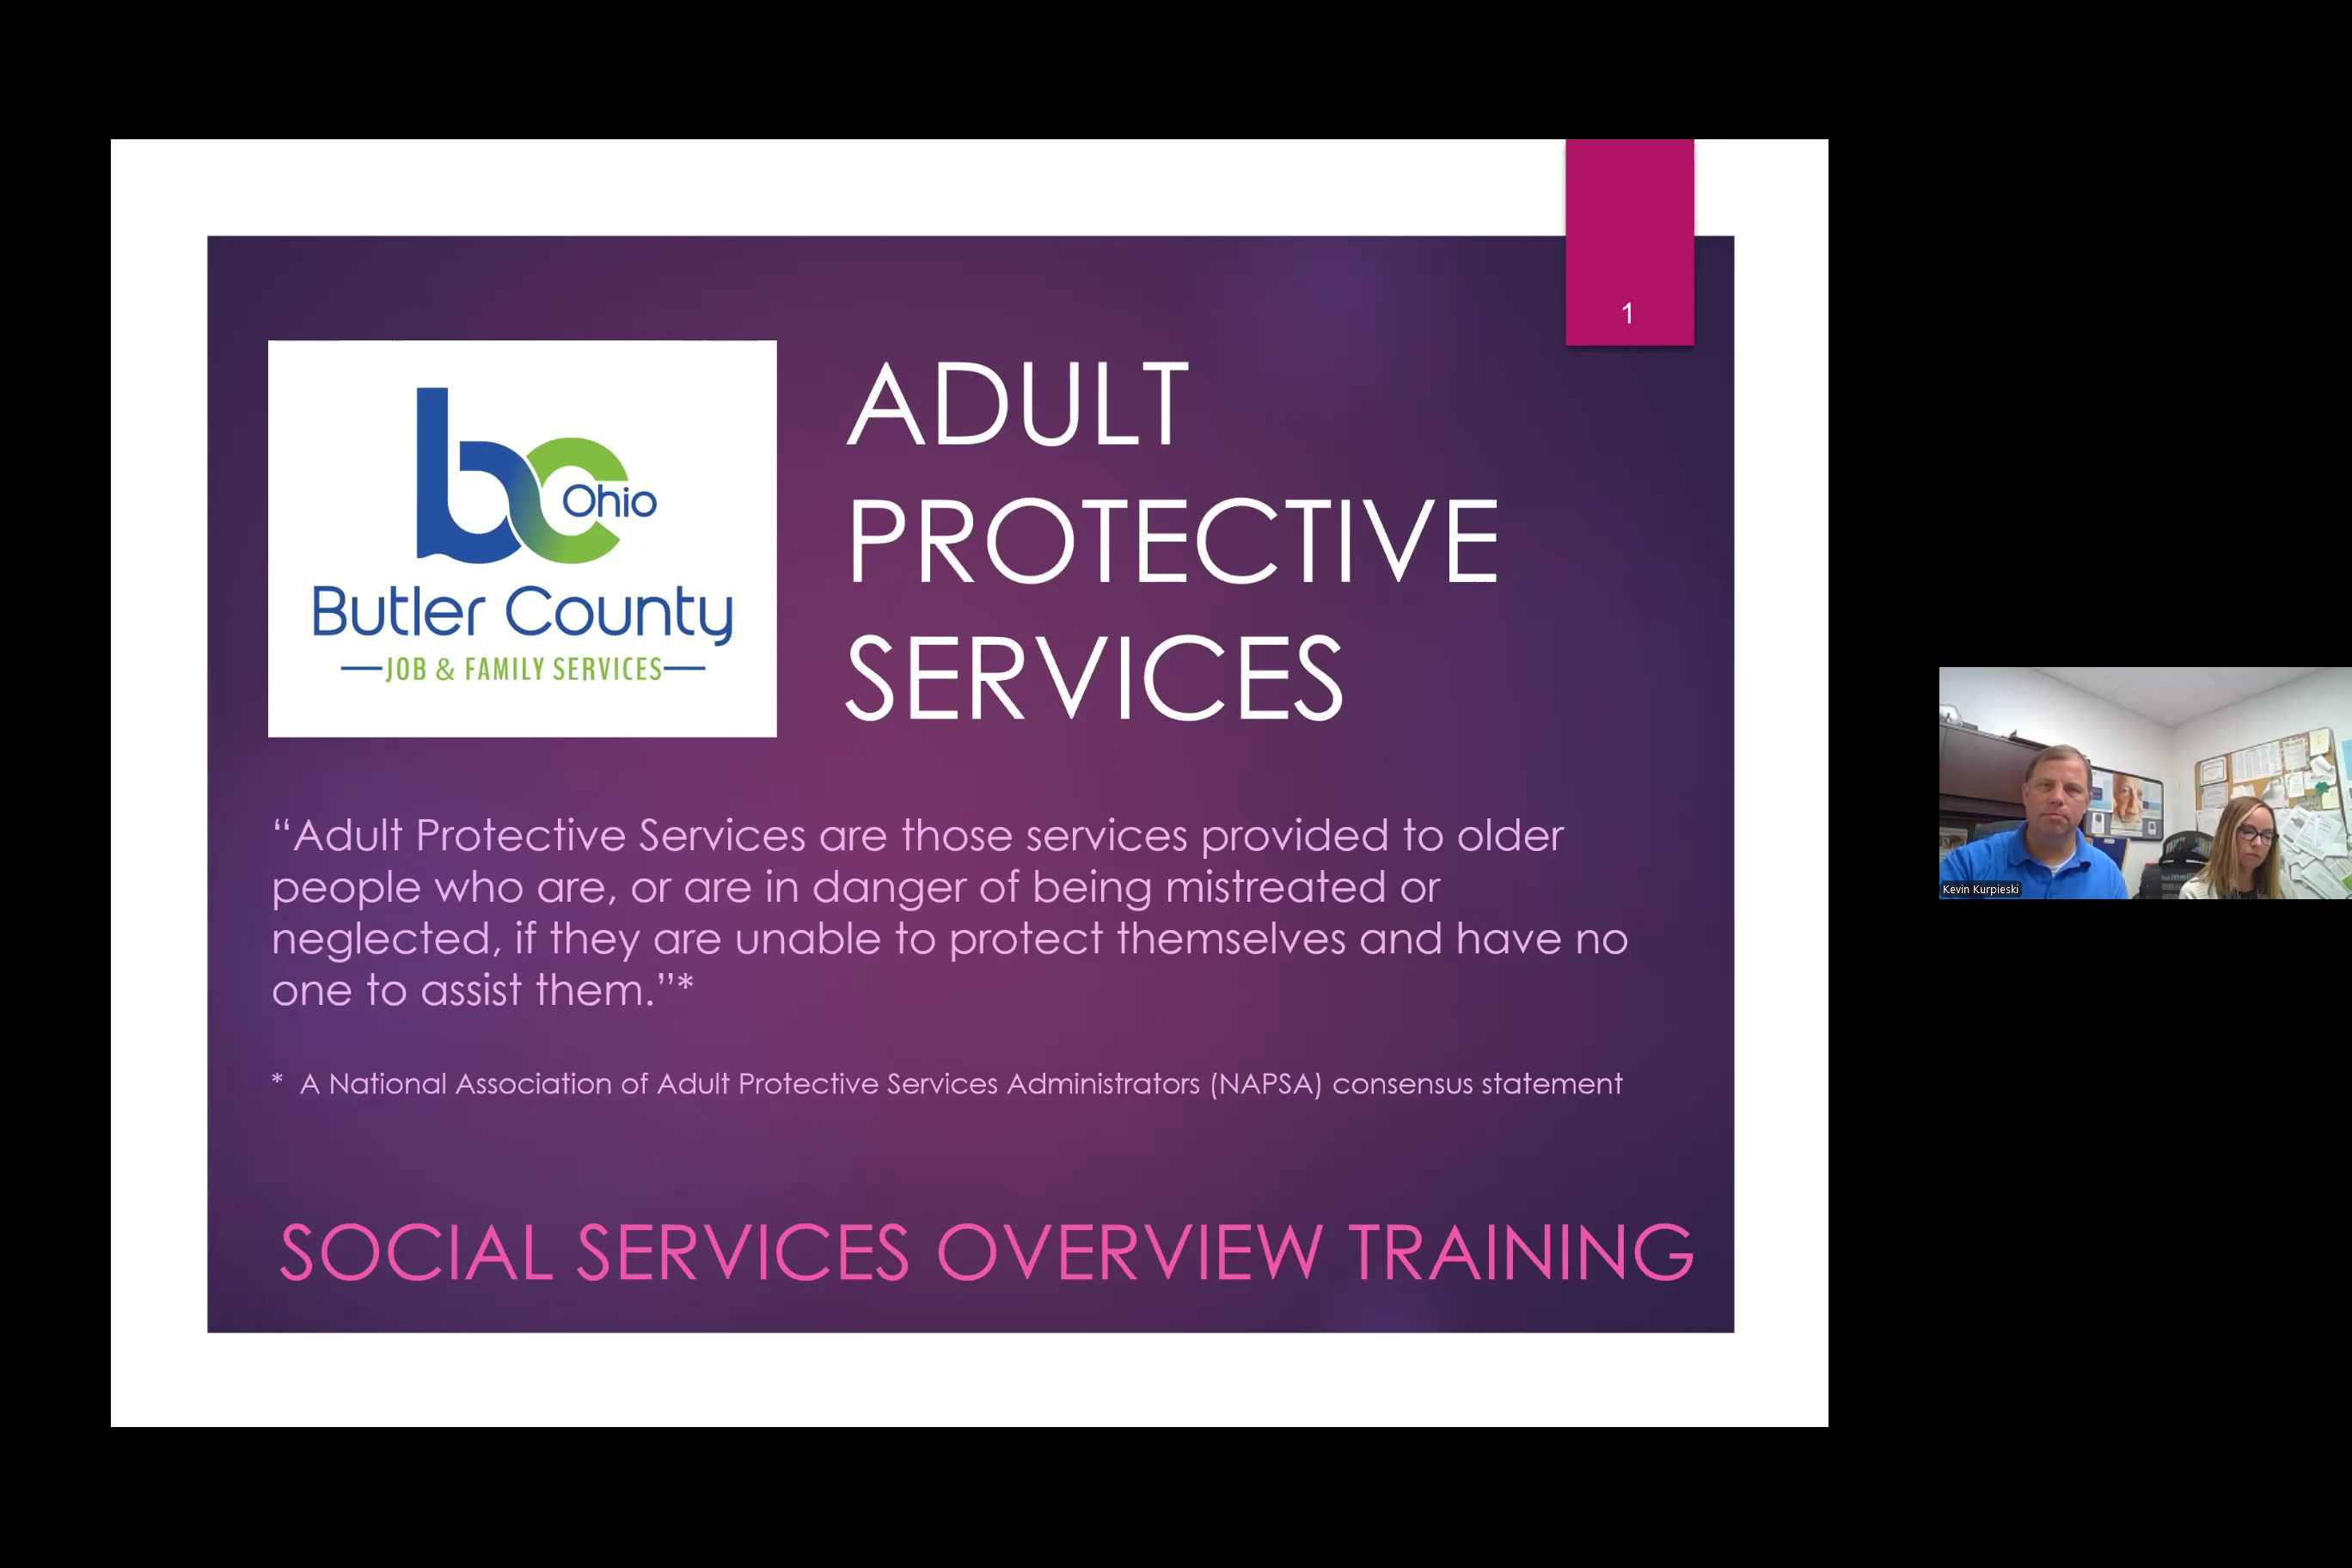 1
bc Ohio
Butler County
JOB & FAMILY SERVICES
ADULT
PROTECTIVE
SERVICES
“Adult Protective Services are those services provided to older
people who are, or are in danger of being mistreated or
neglected, if they are unable to protect themselves and have no
one to assist them.”*
* A National Association of Adult Protective Services Administrators (NAPSA) consensus statement
SOCIAL SERVICES OVERVIEW TRAINING
Kevin Kurpieski